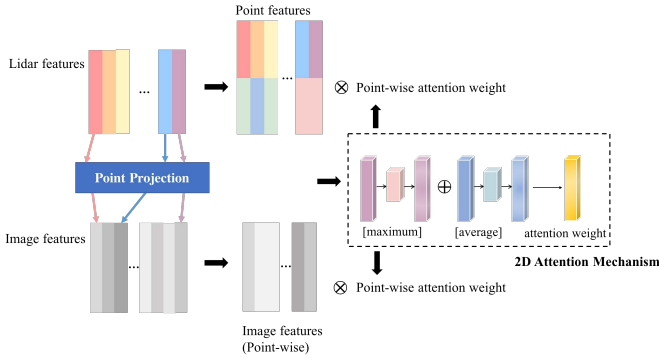 Point features
Lidar features
...
...
⊗ Point-wise attention weight
Point Projection
⊕
[maximum]
[average]
attention weight
2D Attention Mechanism
Image features
...
...
⊗ Point-wise attention weight
Image features
(Point-wise)